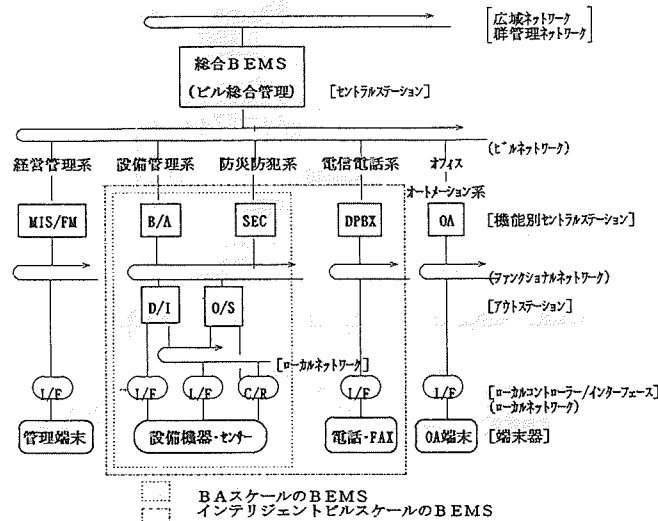 [広域ネットワーク
群管理ネットワーク]
総合BEMS
(ビル総合管理)
[セントラルステーション]
(ビルネットワーク)
経営管理系 設備管理系 防災防犯系 電信電話系 オフィス
オートメーション系
MIS/FM B/A SEC DPBX OA [機能別セントラルステーション]
(ファンクショナルネットワーク)
D/I O/S [アウトステーション]
[ローカルネットワーク]
I/F I/F I/F C/R I/F I/F [ローカルコントローラー/インターフェース]
(ローカルネットワーク)
管理端末 設備機器・センサー 電話・FAX OA端末 [端末器]
BAスケールのBEMS
インテリジェントビルスケールのBEMS